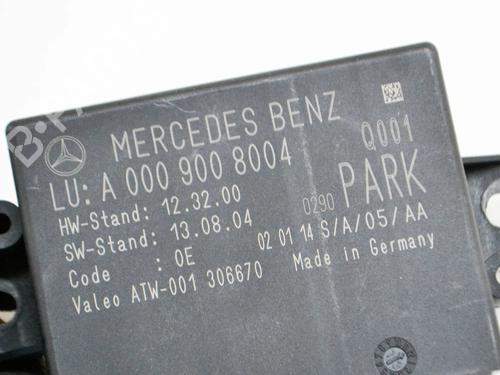 MERCEDES BENZ
Q001
LU: A 000 900 8004
HW-Stand: 12.32.00
0290 PARK
SW-Stand: 13.08.04
02 01 14 S/A/05/AA
Code : 0E
Made in Germany
Valeo ATW-001 306670